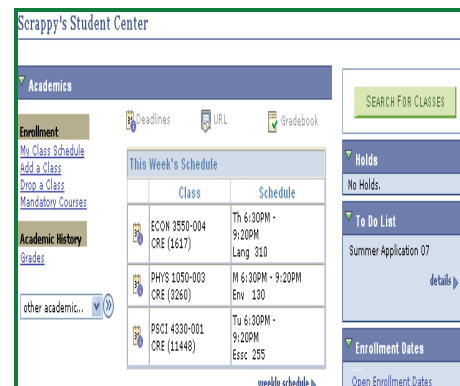 Scrappy's Student Center
Academics
Enrollment
My Class Schedule
Add a Class
Drop a Class
Mandatory Courses
Academic History
Grades
other academic...
Deadlines
URL
Gradebook
This Week's Schedule
Class Schedule
ECON 3550-004
CRE (1617)
Th 6:30PM -
9:20PM
Lang 310
PHYS 1050-003
CRE (3260)
M 6:30PM - 9:20PM
Env 130
PSCI 4330-001
CRE (11448)
Tu 6:30PM -
9:20PM
Essc 255
weekly schedule
SEARCH FOR CLASSES
Holds
No Holds.
To Do List
Summer Application 07
details
Enrollment Dates
Open Enrollment Dates